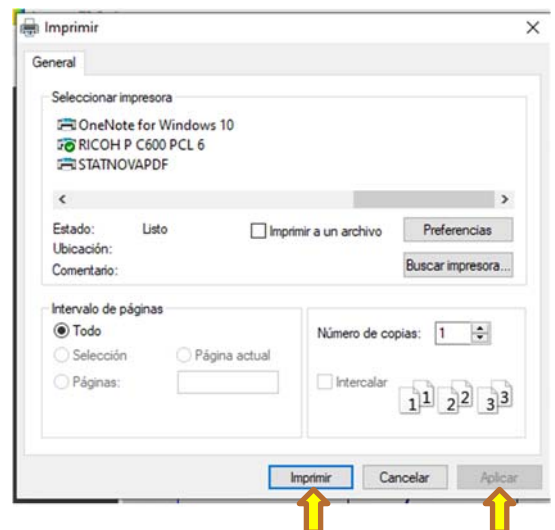 Imprimir
General
Seleccionar impresora
OneNote for Windows 10
RICOH P C600 PCL 6
STATNOVAPDF
Estado: Listo
Imprimir a un archivo
Preferencias
Ubicación:
Comentario:
Buscar impresora...
Intervalo de páginas
Todo
Selección
Página actual
Páginas:
Número de copias: 1
Intercalar
1 1 2 2 3 3
Imprimir
Cancelar
Aplicar